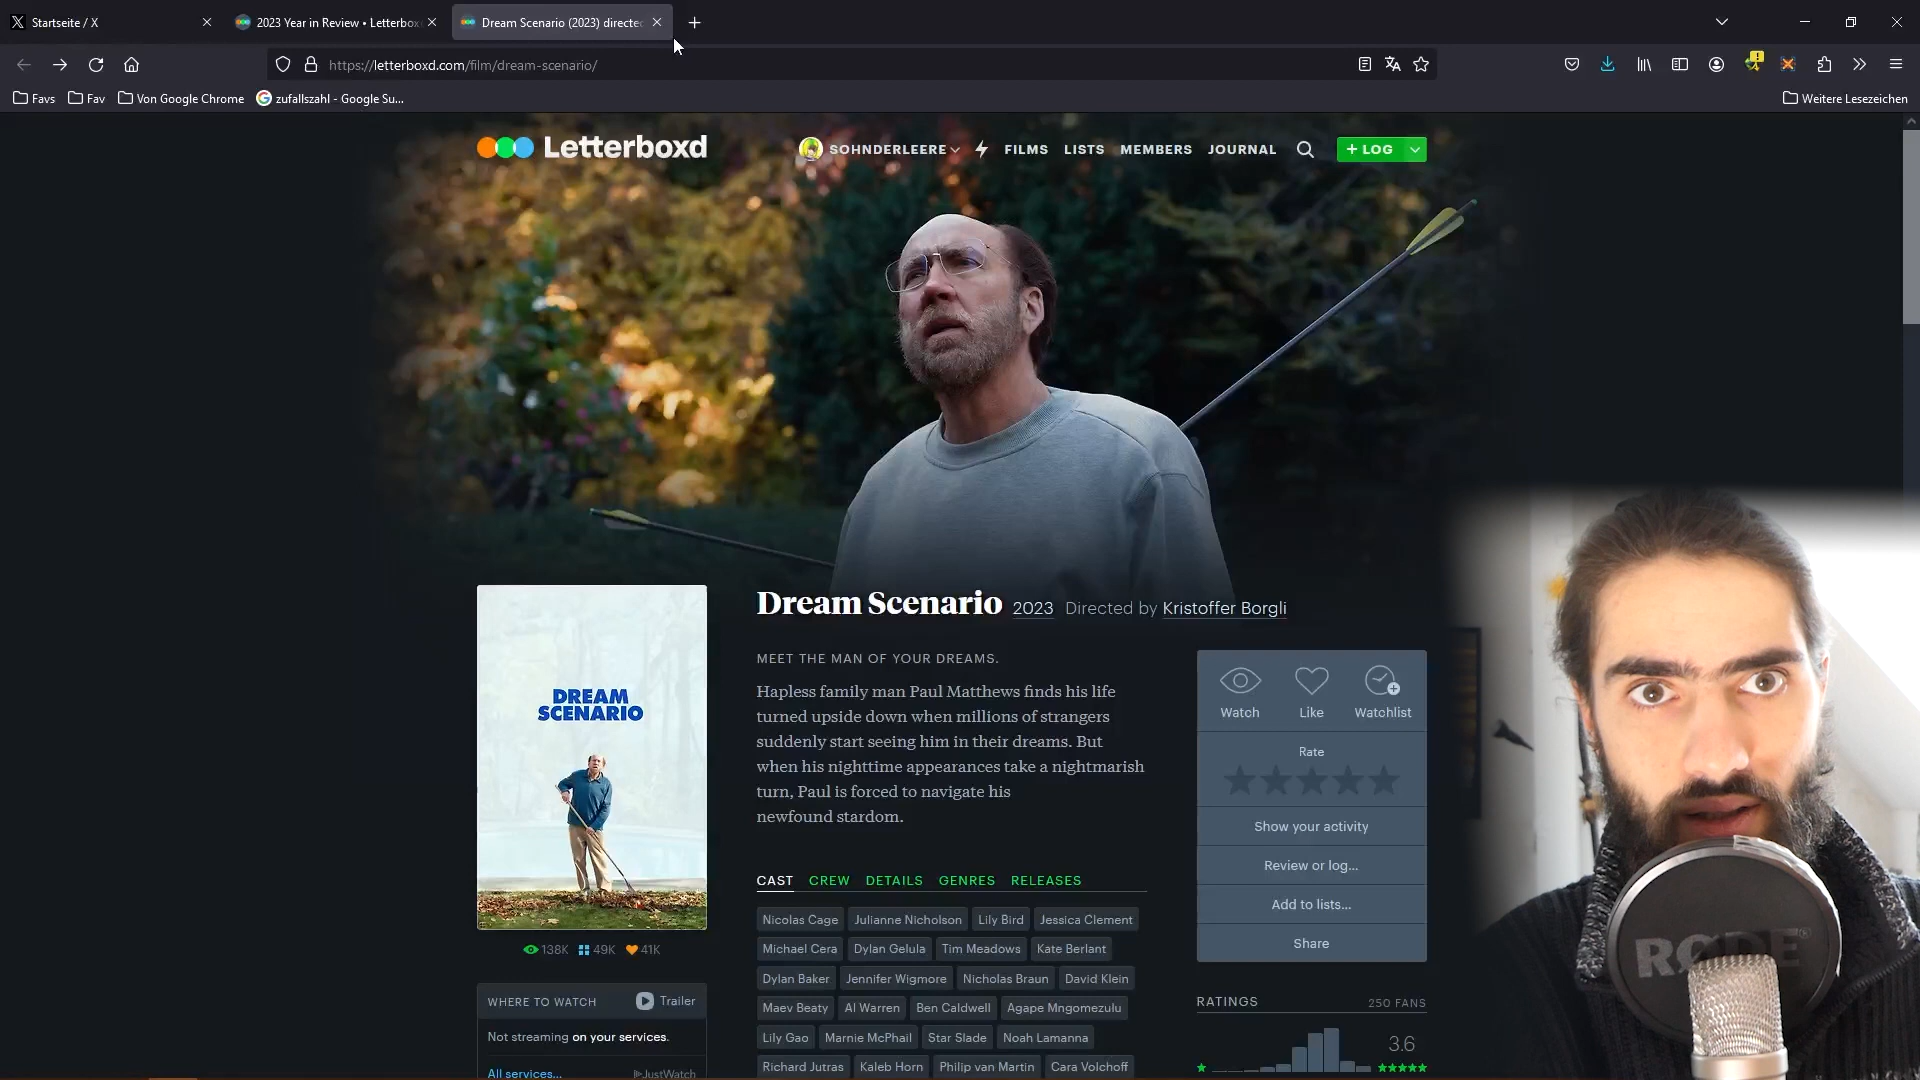 Startseite / X
2023 Year in Review • Letterbox
Dream Scenario (2023) directe
https://letterboxd.com/film/dream-scenario/
Favs
Fav
Von Google Chrome
zufallszahl - Google Su...
Weitere Lesezeichen
Letterboxd
SOHNDERLEERE
FILMS
LISTS
MEMBERS
JOURNAL
+ LOG
Dream Scenario 2023 Directed by Kristoffer Borgli
MEET THE MAN OF YOUR DREAMS.
Hapless family man Paul Matthews finds his life
turned upside down when millions of strangers
suddenly start seeing him in their dreams. But
when his nighttime appearances take a nightmarish
turn, Paul is forced to navigate his
newfound stardom.
DREAM
SCENARIO
138K 49K 41K
WHERE TO WATCH Trailer
Not streaming on your services.
All services... JustWatch
CAST CREW DETAILS GENRES RELEASES
Nicolas Cage Julianne Nicholson Lily Bird Jessica Clement
Michael Cera Dylan Gelula Tim Meadows Kate Berlant
Dylan Baker Jennifer Wigmore Nicholas Braun David Klein
Maev Beaty Al Warren Ben Caldwell Agape Mngomezulu
Lily Gao Marnie McPhail Star Slade Noah Lamanna
Richard Jutras Kaleb Horn Philip van Martin Cara Volchoff
Watch Like Watchlist
Rate
Show your activity
Review or log...
Add to lists...
Share
RATINGS 250 FANS
3.6
RODE